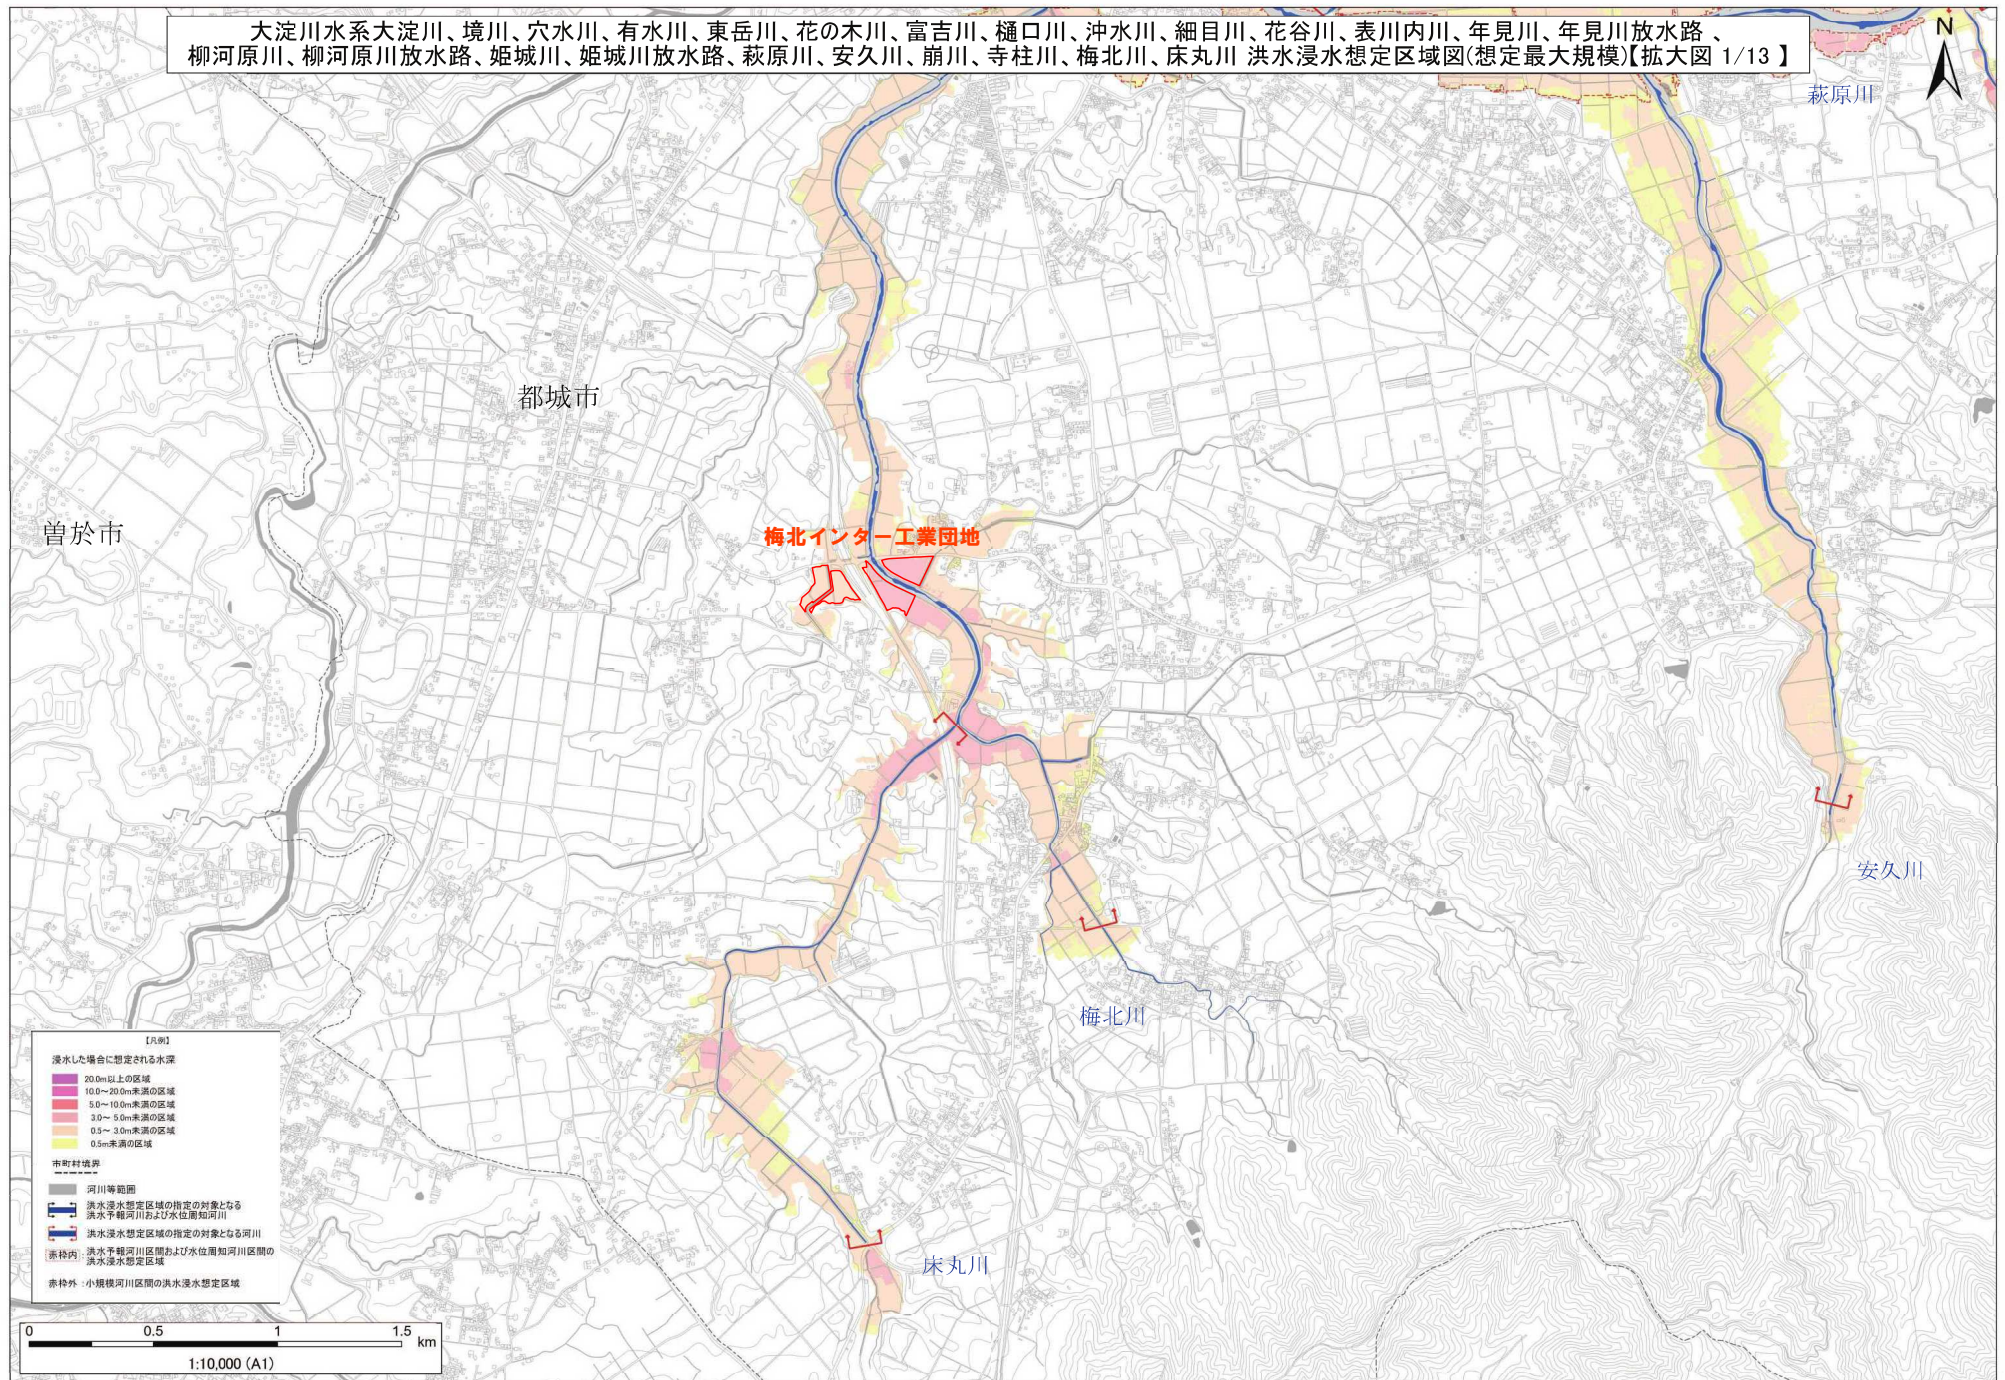 大淀川水系大淀川、境川、穴水川、有水川、東岳川、花の木川、富吉川、樋口川、沖水川、細目川、花谷川、表川内川、年見川、年見川放水路、
柳河原川、柳河原川放水路、姫城川、姫城川放水路、萩原川、安久川、崩川、寺柱川、梅北川、床丸川 洪水浸水想定区域図(想定最大規模)【拡大図 1/13 】
N
萩原川
都城市
曽於市
梅北インター工業団地
安久川
梅北川
床丸川
【凡例】
浸水した場合に想定される水深
20.0m以上の区域
10.0～20.0m未満の区域
5.0～10.0m未満の区域
3.0～ 5.0m未満の区域
0.5～ 3.0m未満の区域
0.5m未満の区域
市町村境界
河川等範囲
洪水浸水想定区域の指定の対象となる
洪水予報河川および水位周知河川
洪水浸水想定区域の指定の対象となる河川
赤枠内:洪水予報河川区間および水位周知河川区間の
洪水浸水想定区域
赤枠外:小規模河川区間の洪水浸水想定区域
0 0.5 1 1.5 km
1:10,000 (A1)